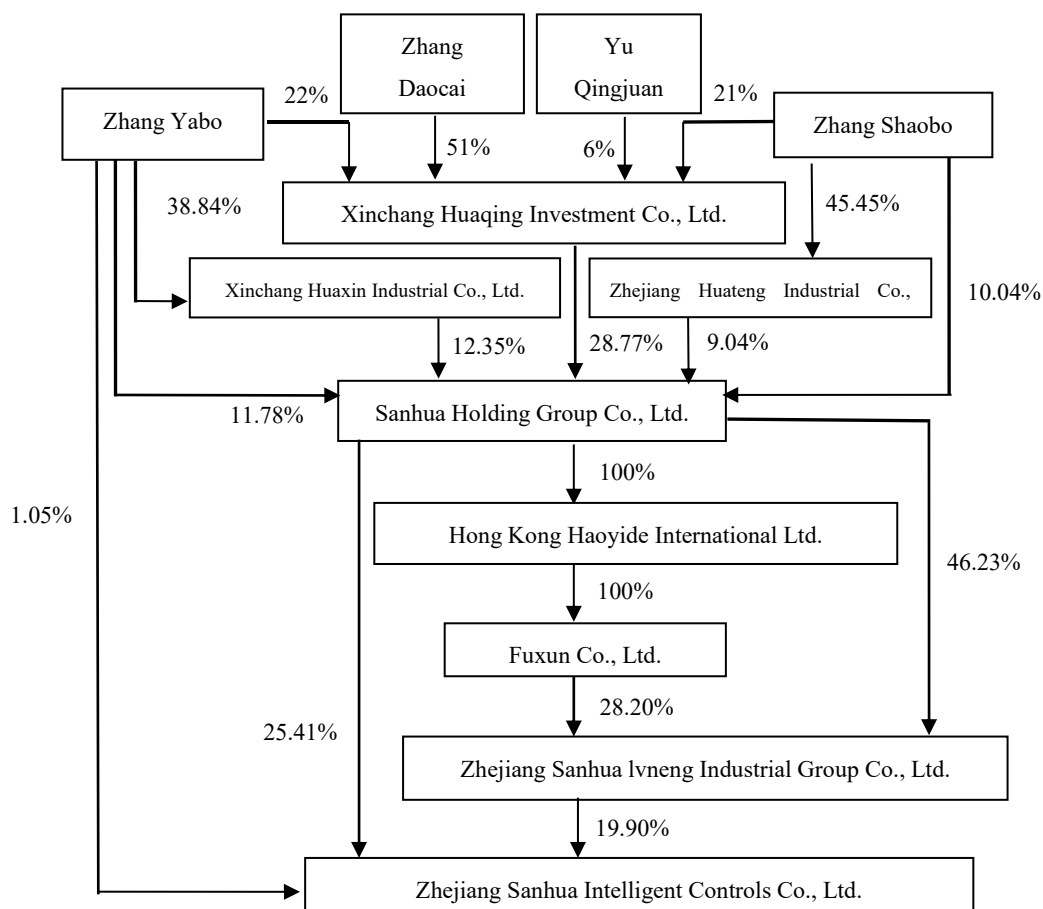 Zhang
Daocai
Yu
Qingjuan
22%
21%
Zhang Yabo
Zhang Shaobo
51%
6%
38.84%
Xinchang Huaqing Investment Co., Ltd.
45.45%
Xinchang Huaxin Industrial Co., Ltd.
Zhejiang Huateng Industrial Co.,
10.04%
12.35%
28.77%
9.04%
11.78%
Sanhua Holding Group Co., Ltd.
100%
1.05%
Hong Kong Haoyide International Ltd.
46.23%
100%
Fuxun Co., Ltd.
28.20%
25.41%
Zhejiang Sanhua lvneng Industrial Group Co., Ltd.
19.90%
Zhejiang Sanhua Intelligent Controls Co., Ltd.